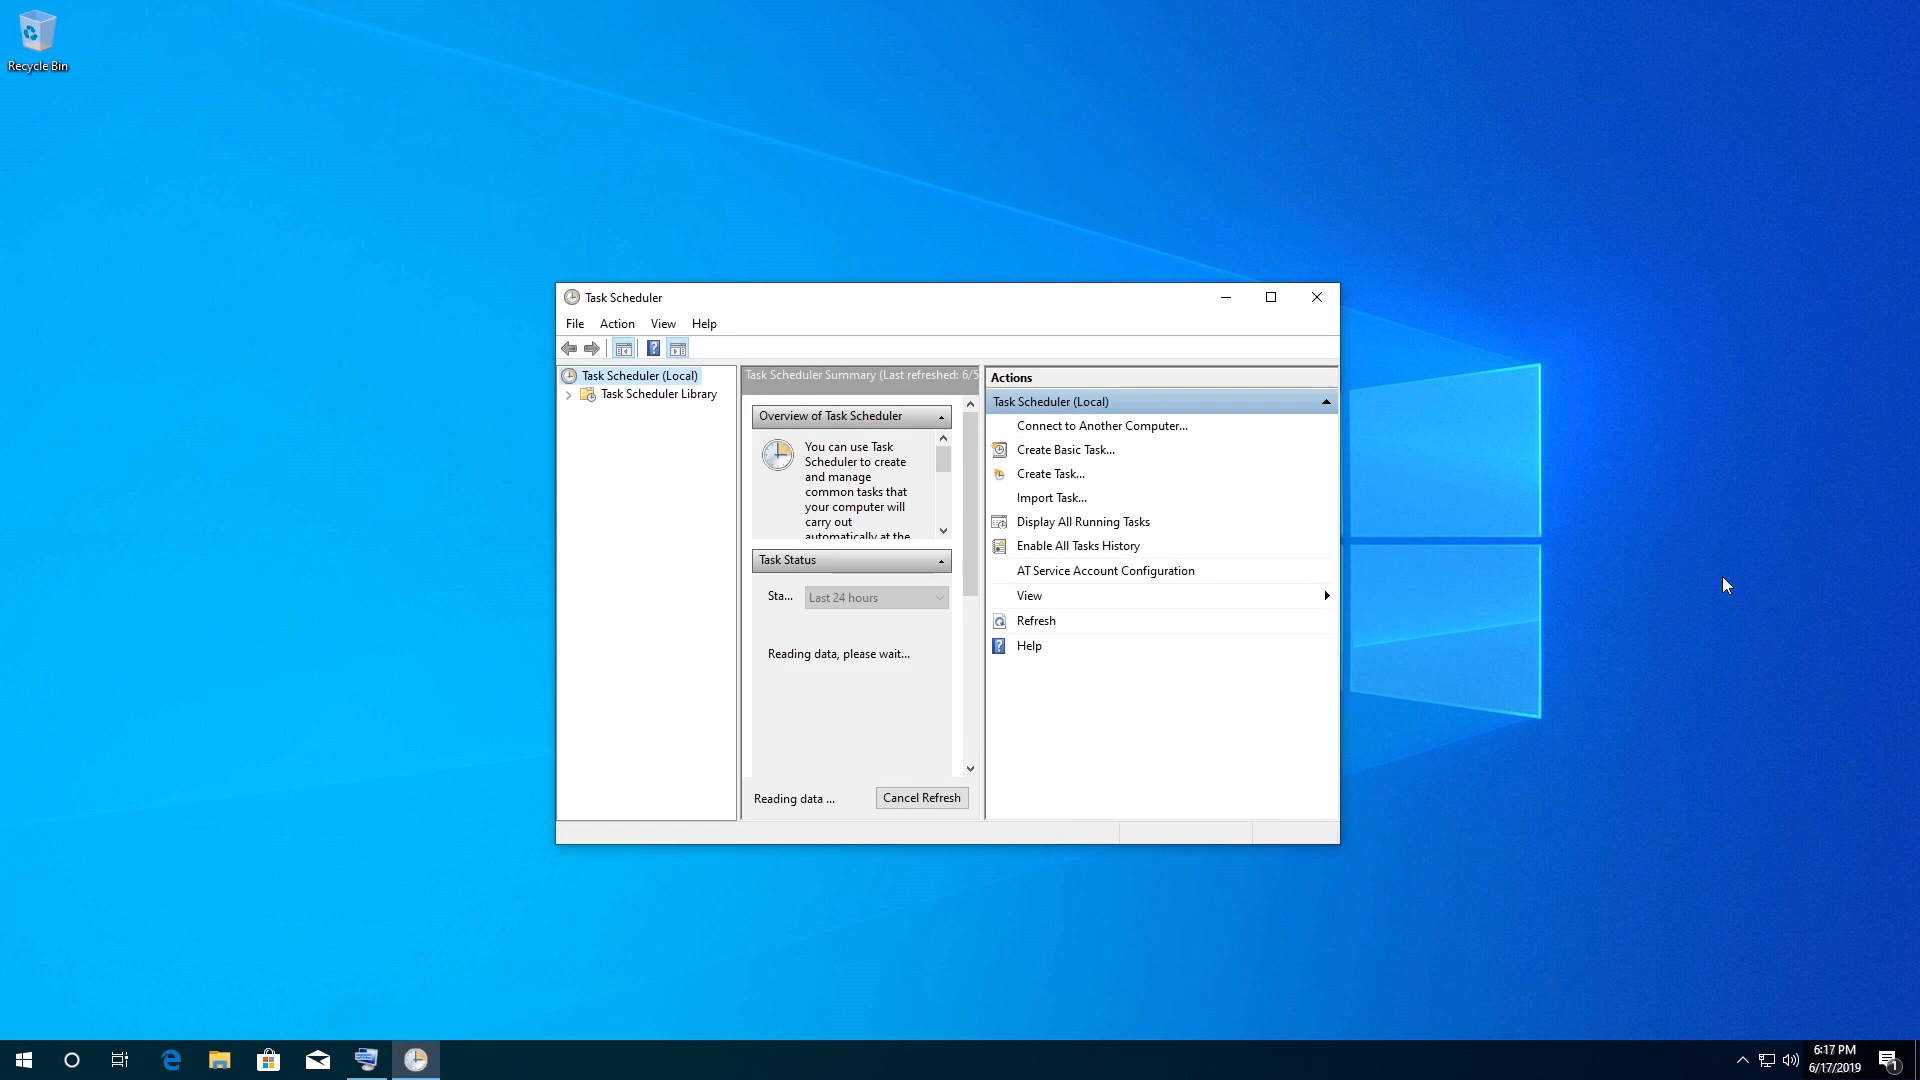 Recycle Bin
Task Scheduler
File Action View Help
Task Scheduler (Local)
Task Scheduler Library
Task Scheduler Summary (Last refreshed: 6/5
Overview of Task Scheduler
You can use Task
Scheduler to create
and manage
common tasks that
your computer will
carry out
automatically at the
Task Status
Sta... Last 24 hours
Reading data, please wait...
Reading data ... Cancel Refresh
Actions
Task Scheduler (Local)
Connect to Another Computer...
Create Basic Task...
Create Task...
Import Task...
Display All Running Tasks
Enable All Tasks History
AT Service Account Configuration
View
Refresh
Help
6:17 PM
6/17/2019
1